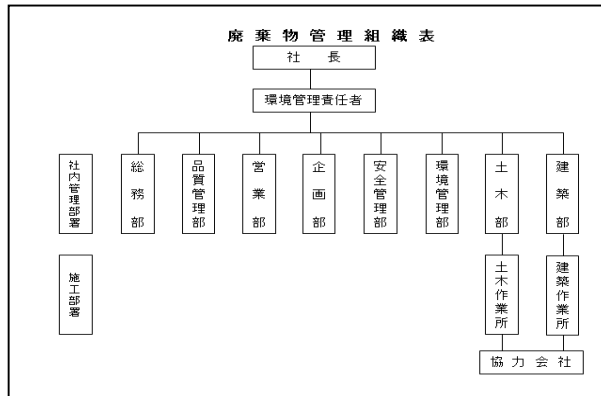 廃棄物管理組織表
社長
環境管理責任者
社内管理部署
総務部
品質管理部
営業部
企画部
安全管理部
環境管理部
土木部
建築部
施工部署
土木作業所
建築作業所
協力会社